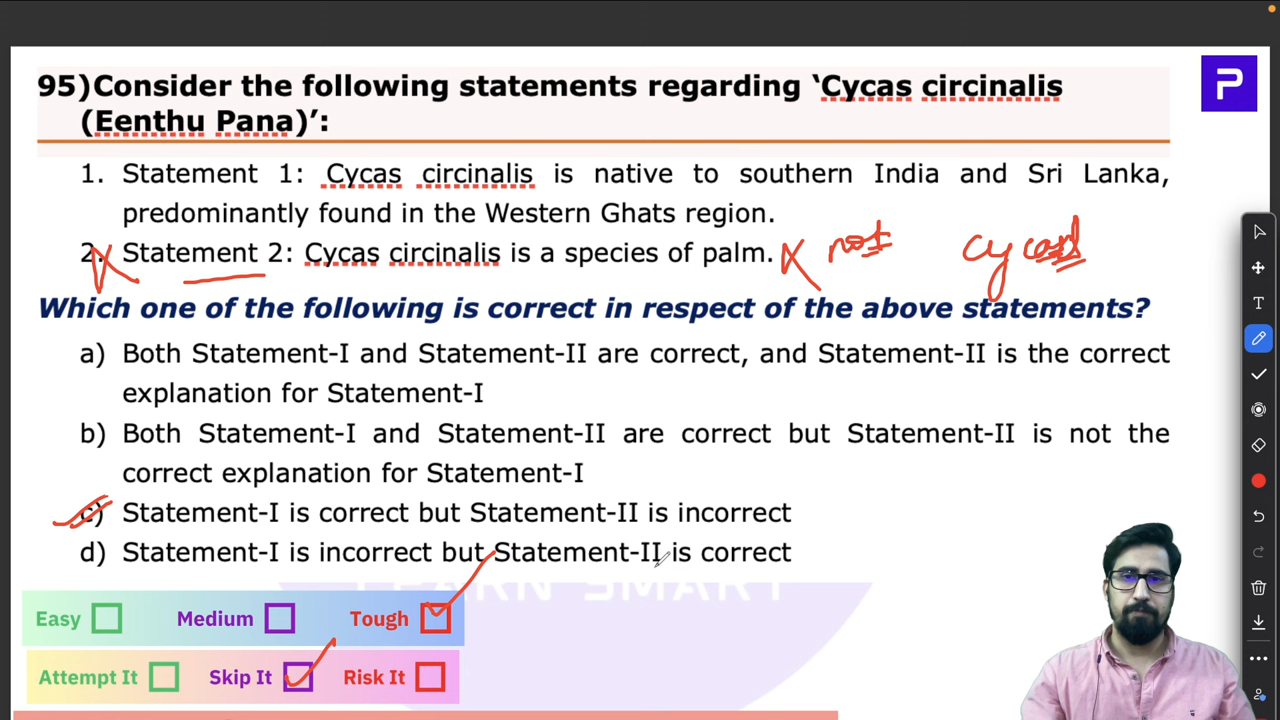 95)Consider the following statements regarding ‘Cycas circinalis
(Eenthu Pana)’:
P
1. Statement 1: Cycas circinalis is native to southern India and Sri Lanka,
predominantly found in the Western Ghats region.
2. Statement 2: Cycas circinalis is a species of palm. not cycad
Which one of the following is correct in respect of the above statements?
a) Both Statement-I and Statement-II are correct, and Statement-II is the correct
explanation for Statement-I
b) Both Statement-I and Statement-II are correct but Statement-II is not the
correct explanation for Statement-I
c) Statement-I is correct but Statement-II is incorrect
d) Statement-I is incorrect but Statement-II is correct
LEARN SMART
Easy Medium Tough
Attempt It Skip It Risk It
T